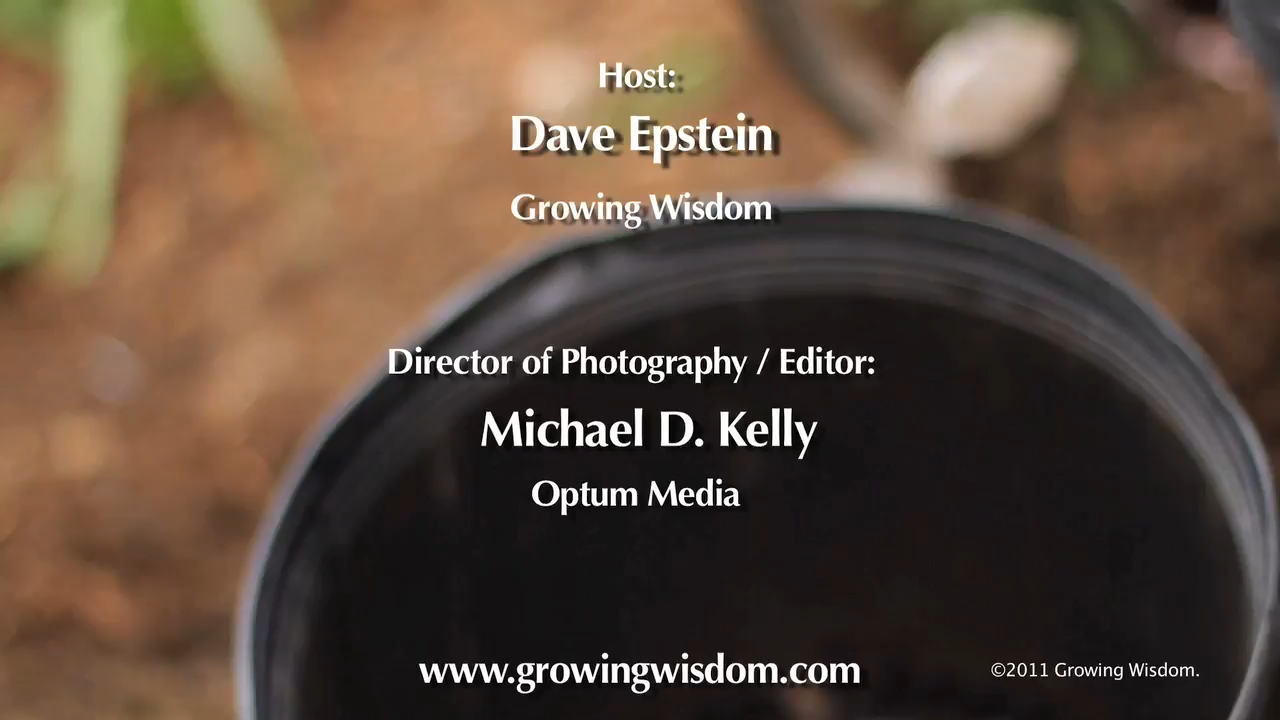 Host:
Dave Epstein
Growing Wisdom
Director of Photography / Editor:
Michael D. Kelly
Optum Media
www.growingwisdom.com
©2011 Growing Wisdom.